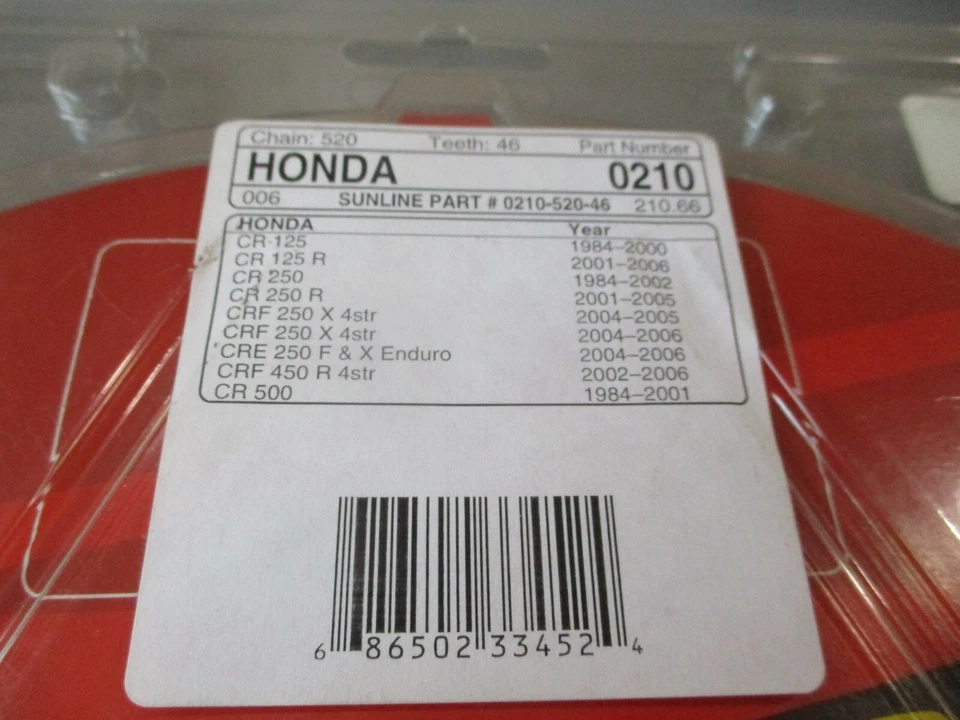 Chain: 520 Teeth: 46 Part Number
HONDA 0210
006 SUNLINE PART # 0210-520-46 210.66
HONDA Year
CR 125 1984–2000
CR 125 R 2001–2006
CR 250 1984–2002
CR 250 R 2001–2005
CRF 250 X 4str 2004–2005
CRF 250 X 4str 2004–2006
CRE 250 F & X Enduro 2004–2006
CRF 450 R 4str 2002–2006
CR 500 1984–2001
6 86502 33452 4